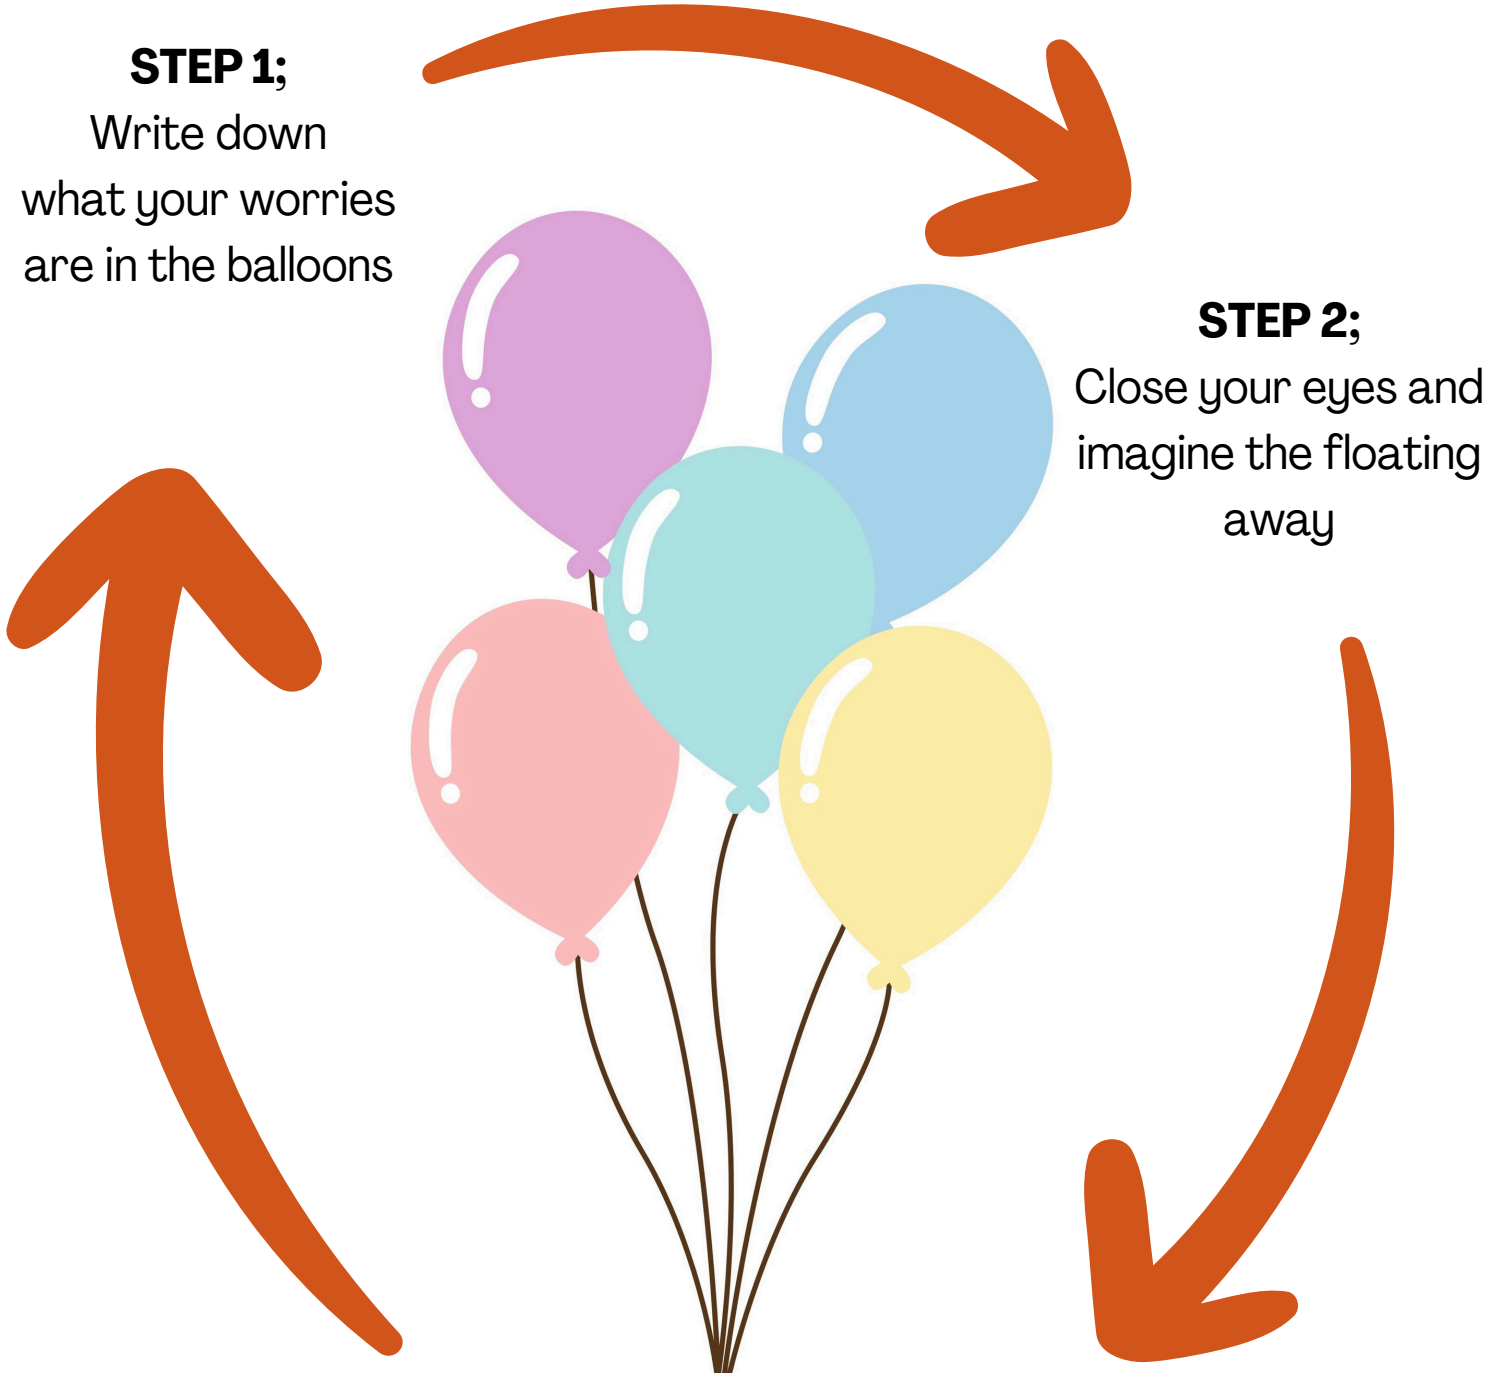 STEP 1;
Write down
what your worries
are in the balloons
STEP 2;
Close your eyes and
imagine the floating
away